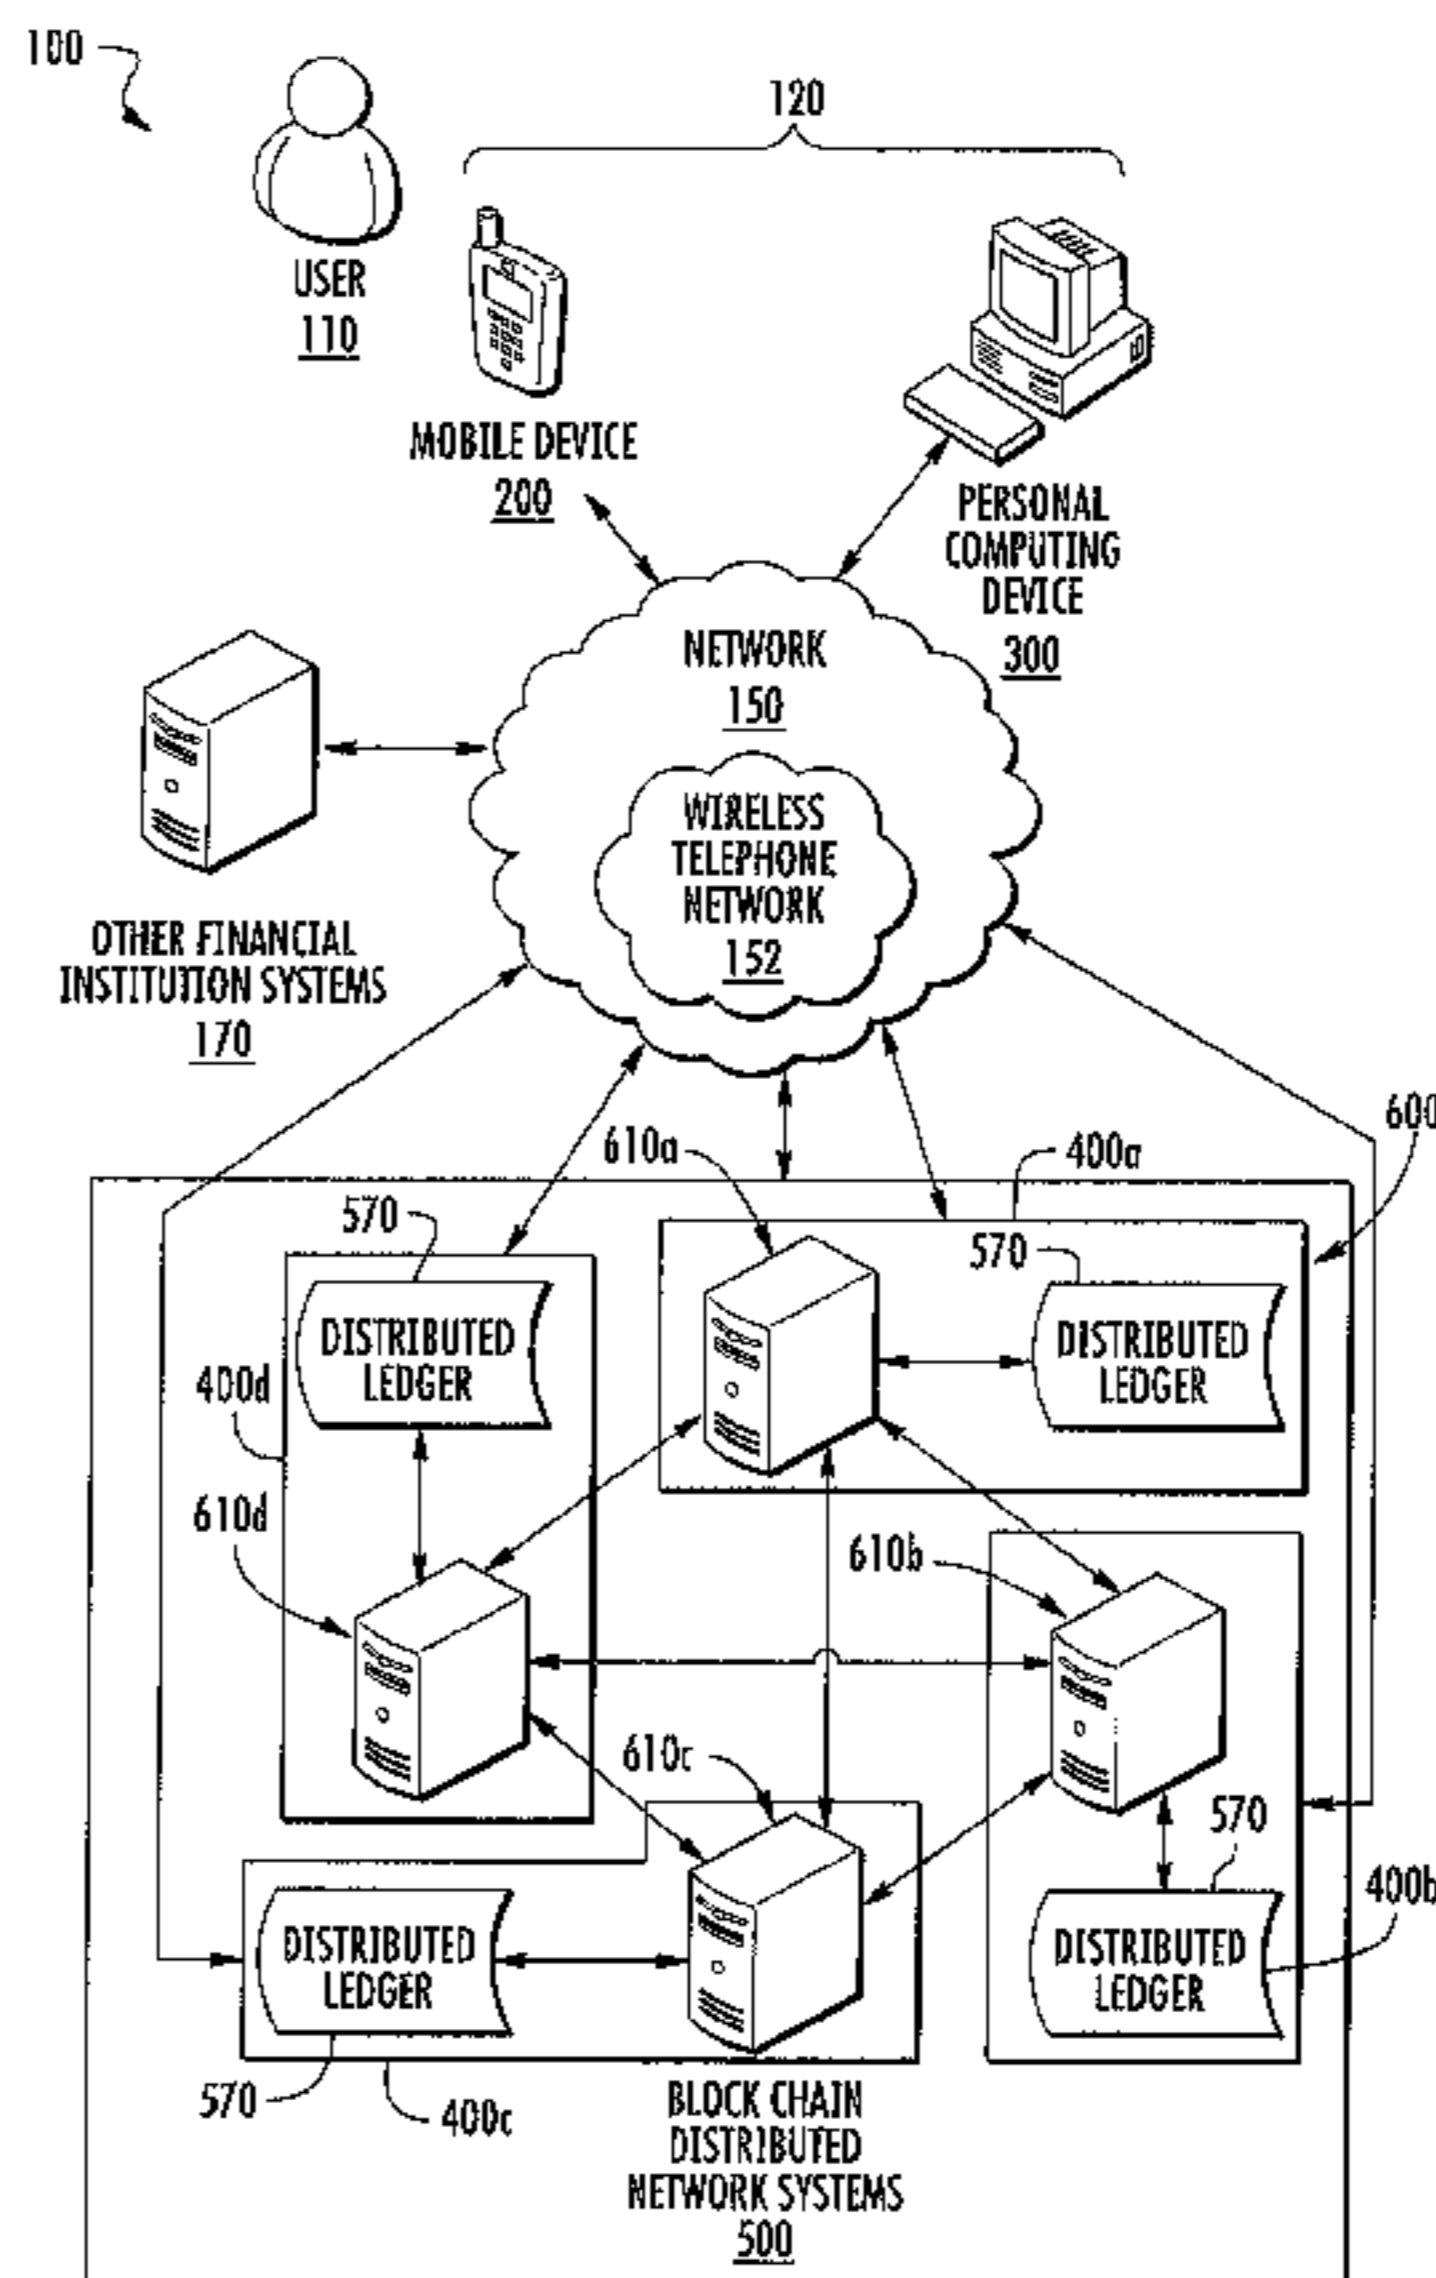 100
120
USER
110
MOBILE DEVICE
200
PERSONAL
COMPUTING
DEVICE
300
NETWORK
150
WIRELESS
TELEPHONE
NETWORK
152
OTHER FINANCIAL
INSTITUTION SYSTEMS
170
600
610a
400a
570
570
DISTRIBUTED
LEDGER
DISTRIBUTED
LEDGER
400d
610d
610b
610c
570
400b
DISTRIBUTED
LEDGER
DISTRIBUTED
LEDGER
570
400c
BLOCK CHAIN
DISTRIBUTED
NETWORK SYSTEMS
500